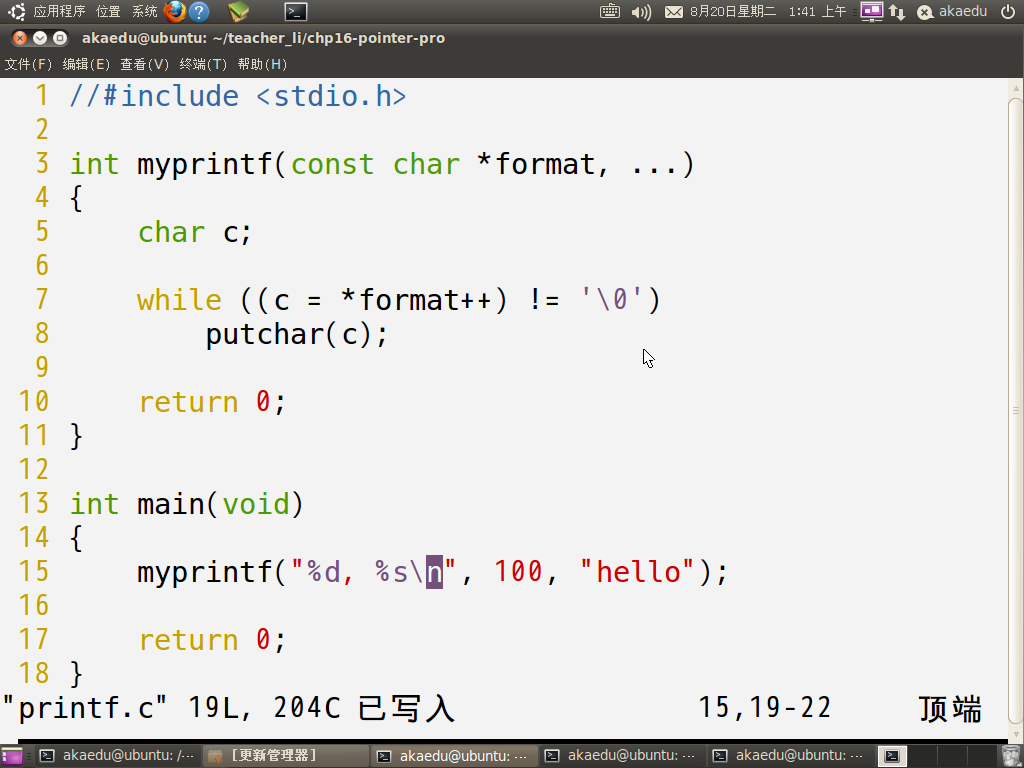 应用程序 位置 系统 8月20日星期二 1:41 上午 akaedu
akaedu@ubuntu: ~/teacher_li/chp16-pointer-pro
文件(F) 编辑(E) 查看(V) 终端(T) 帮助(H)
1 //#include <stdio.h>
2
3 int myprintf(const char *format, ...)
4 {
5     char c;
6
7     while ((c = *format++) != '\0')
8         putchar(c);
9
10     return 0;
11 }
12
13 int main(void)
14 {
15     myprintf("%d, %s\n", 100, "hello");
16
17     return 0;
18 }
"printf.c" 19L, 204C 已写入 15,19-22 顶端
akaedu@ubuntu: /··· [更新管理器] akaedu@ubuntu: ··· akaedu@ubuntu: ··· akaedu@ubuntu: ···